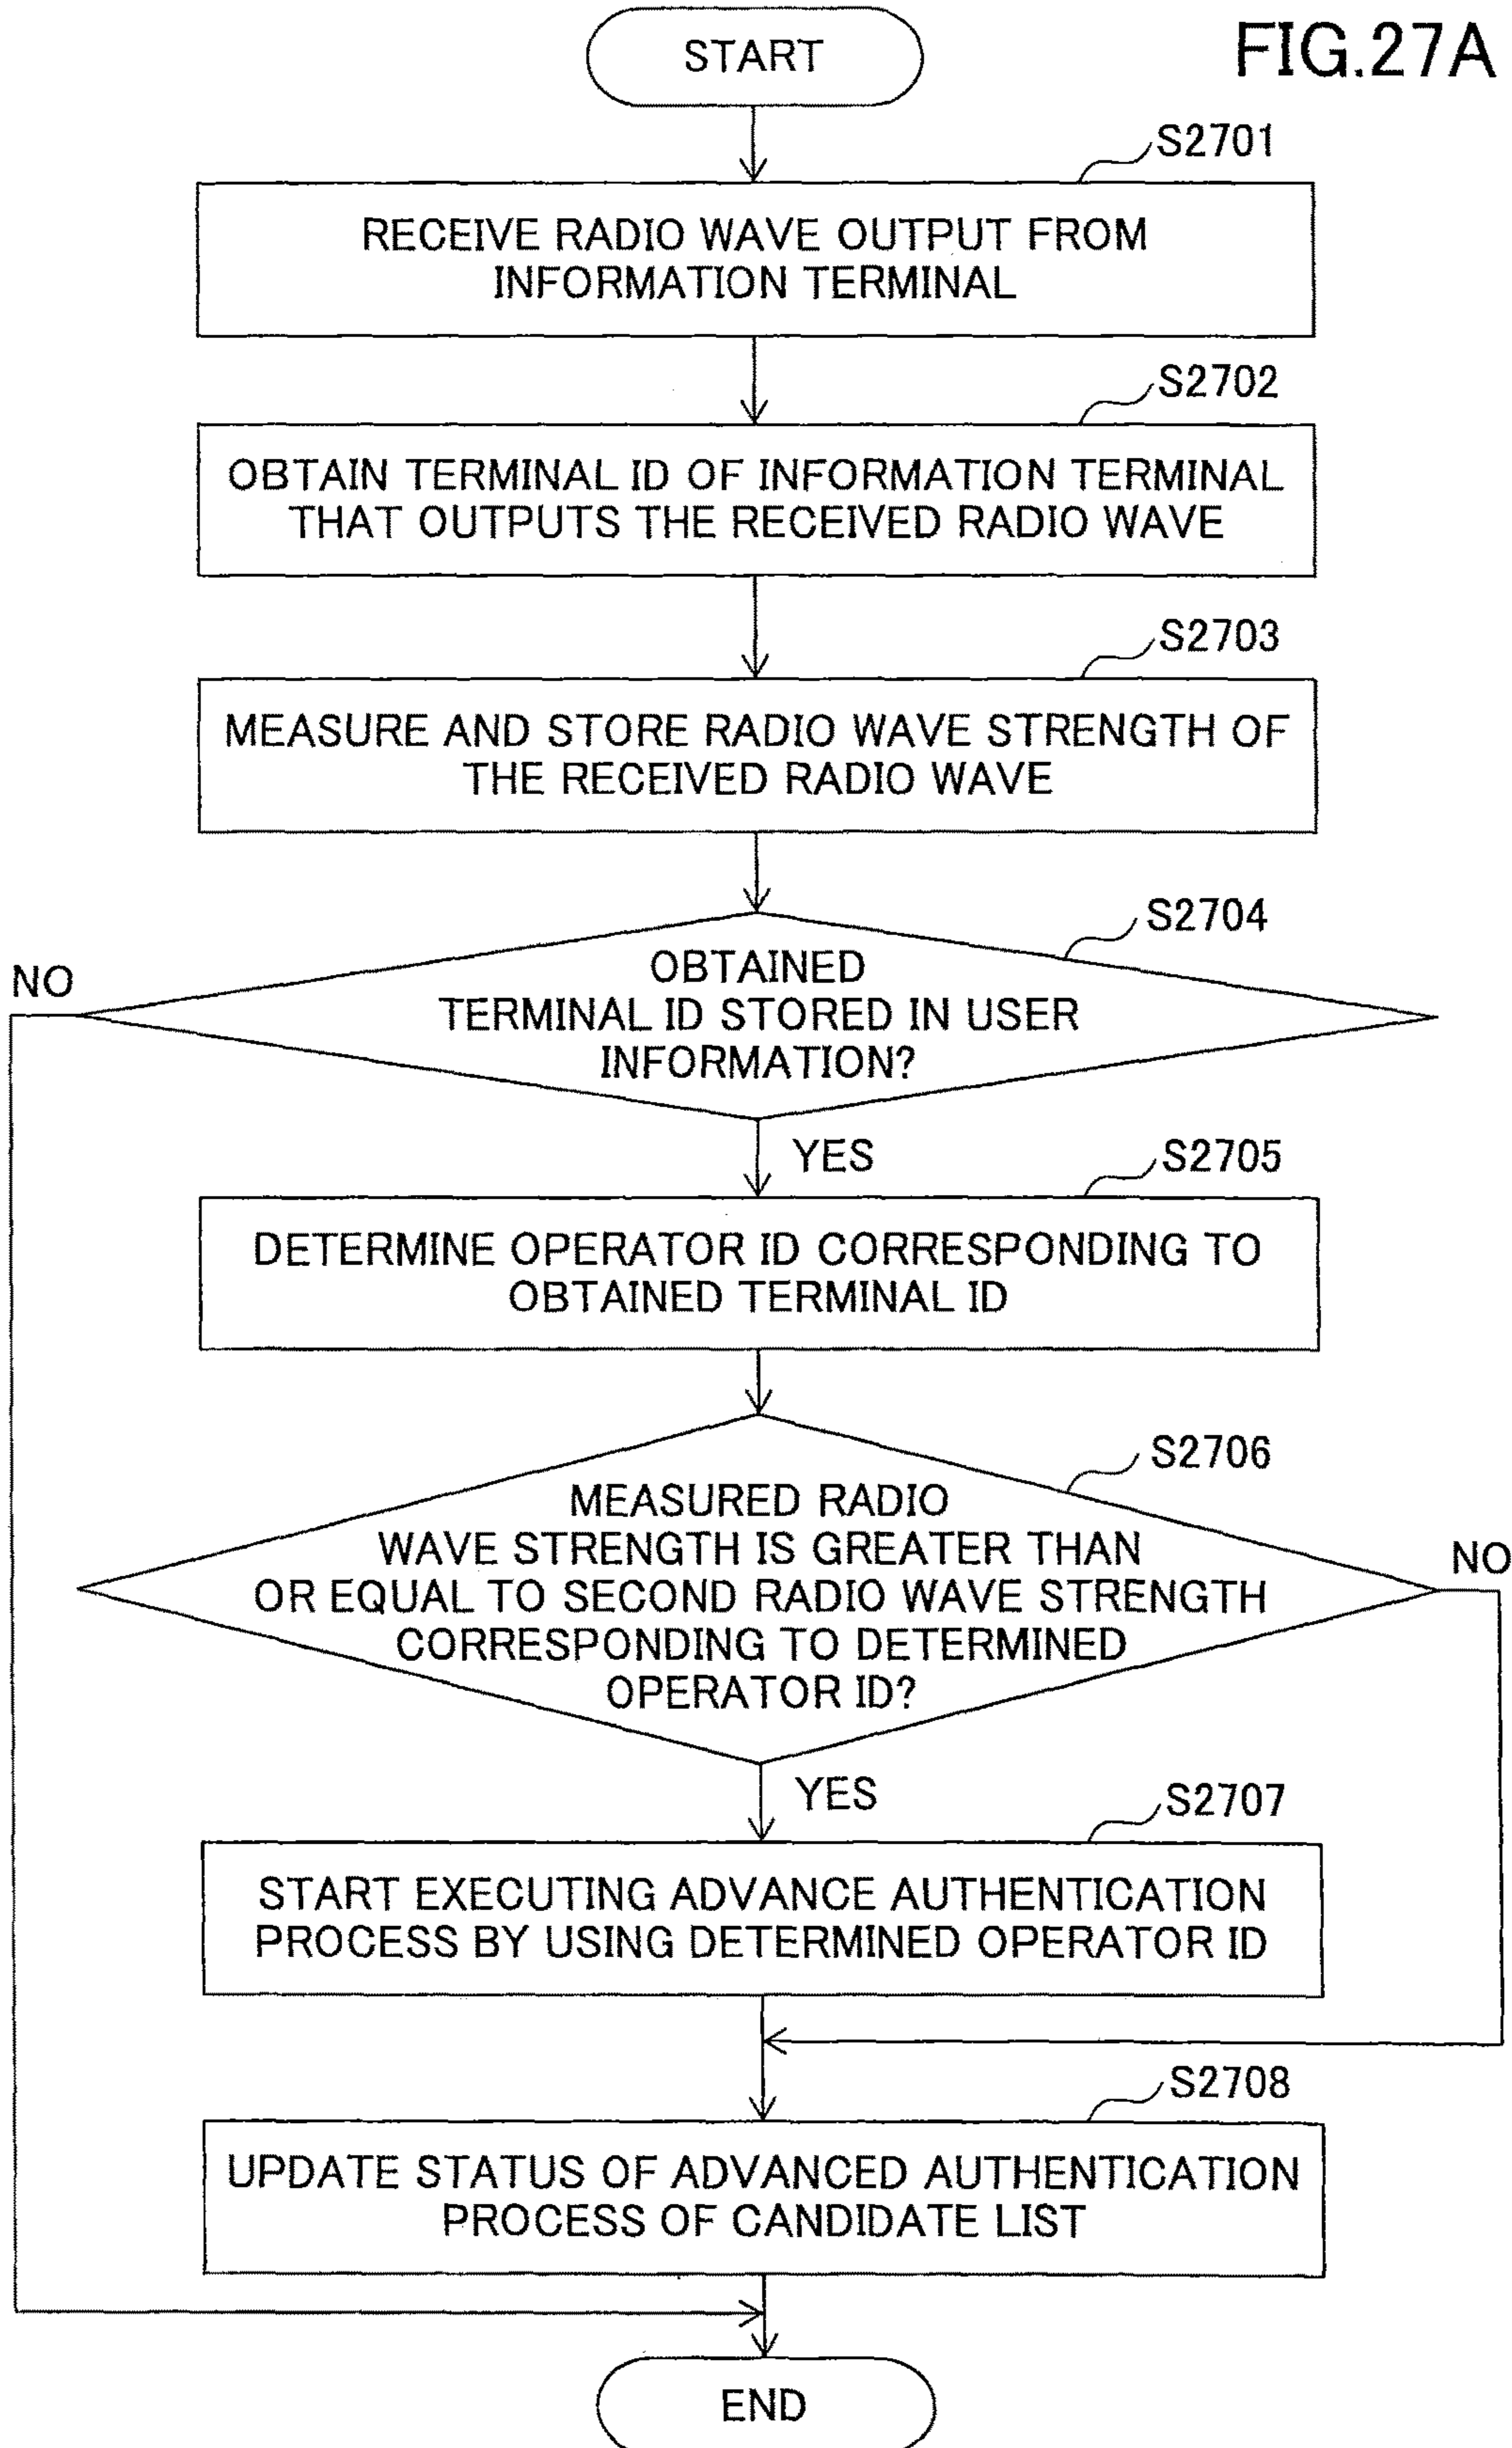 FIG.27A
START
S2701
RECEIVE RADIO WAVE OUTPUT FROM
INFORMATION TERMINAL
S2702
OBTAIN TERMINAL ID OF INFORMATION TERMINAL
THAT OUTPUTS THE RECEIVED RADIO WAVE
S2703
MEASURE AND STORE RADIO WAVE STRENGTH OF
THE RECEIVED RADIO WAVE
S2704
NO
OBTAINED
TERMINAL ID STORED IN USER
INFORMATION?
YES
S2705
DETERMINE OPERATOR ID CORRESPONDING TO
OBTAINED TERMINAL ID
S2706
MEASURED RADIO
WAVE STRENGTH IS GREATER THAN
OR EQUAL TO SECOND RADIO WAVE STRENGTH
CORRESPONDING TO DETERMINED
OPERATOR ID?
NO
YES
S2707
START EXECUTING ADVANCE AUTHENTICATION
PROCESS BY USING DETERMINED OPERATOR ID
S2708
UPDATE STATUS OF ADVANCED AUTHENTICATION
PROCESS OF CANDIDATE LIST
END